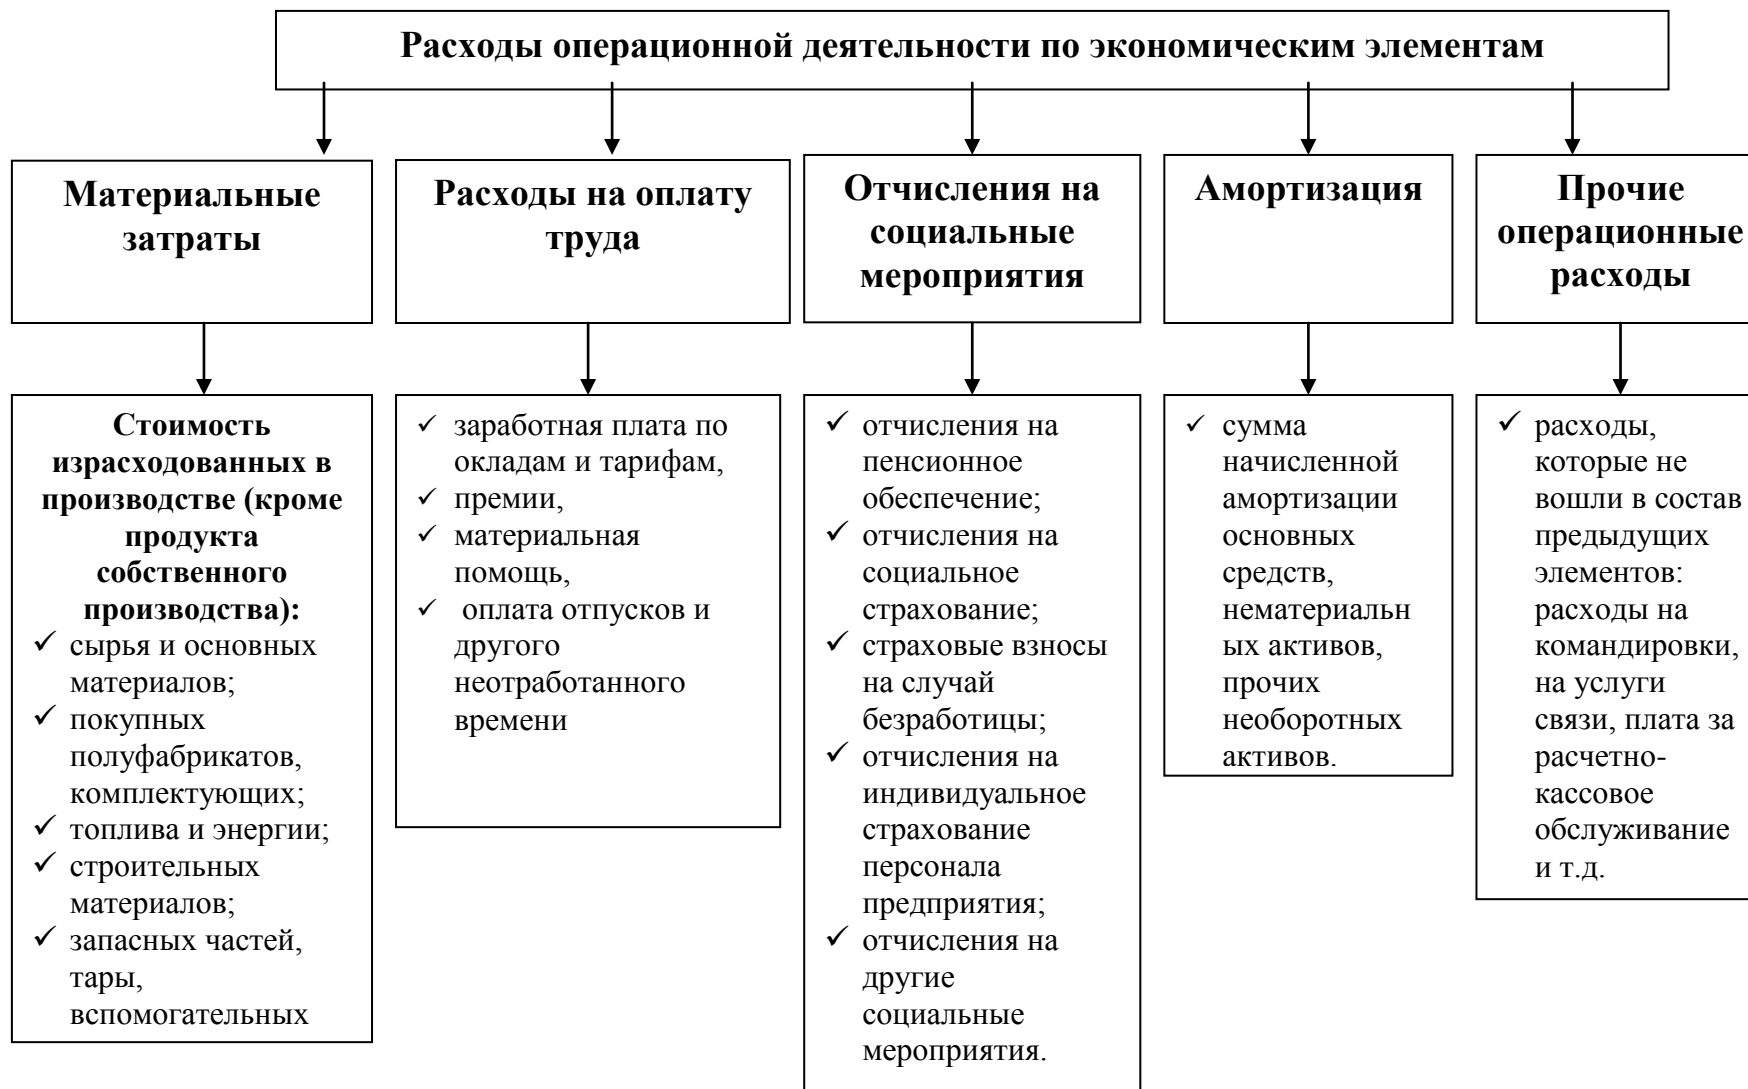 Расходы операционной деятельности по экономическим элементам
Материальные
затраты
Расходы на оплату
труда
Отчисления на
социальные
мероприятия
Амортизация
Прочие
операционные
расходы
Стоимость
израсходованных в
производстве (кроме
продукта
собственного
производства):
✓ сырья и основных
материалов;
✓ покупных
полуфабрикатов,
комплектующих;
✓ топлива и энергии;
✓ строительных
материалов;
✓ запасных частей,
тары,
вспомогательных
✓ заработная плата по
окладам и тарифам,
✓ премии,
✓ материальная
помощь,
✓ оплата отпусков и
другого
неотработанного
времени
✓ отчисления на
пенсионное
обеспечение;
✓ отчисления на
социальное
страхование;
✓ страховые взносы
на случай
безработицы;
✓ отчисления на
индивидуальное
страхование
персонала
предприятия;
✓ отчисления на
другие
социальные
мероприятия.
✓ сумма
начисленной
амортизации
основных
средств,
нематериальн
ых активов,
прочих
необоротных
активов.
✓ расходы,
которые не
вошли в состав
предыдущих
элементов:
расходы на
командировки,
на услуги
связи, плата за
расчетно-
кассовое
обслуживание
и т.д.